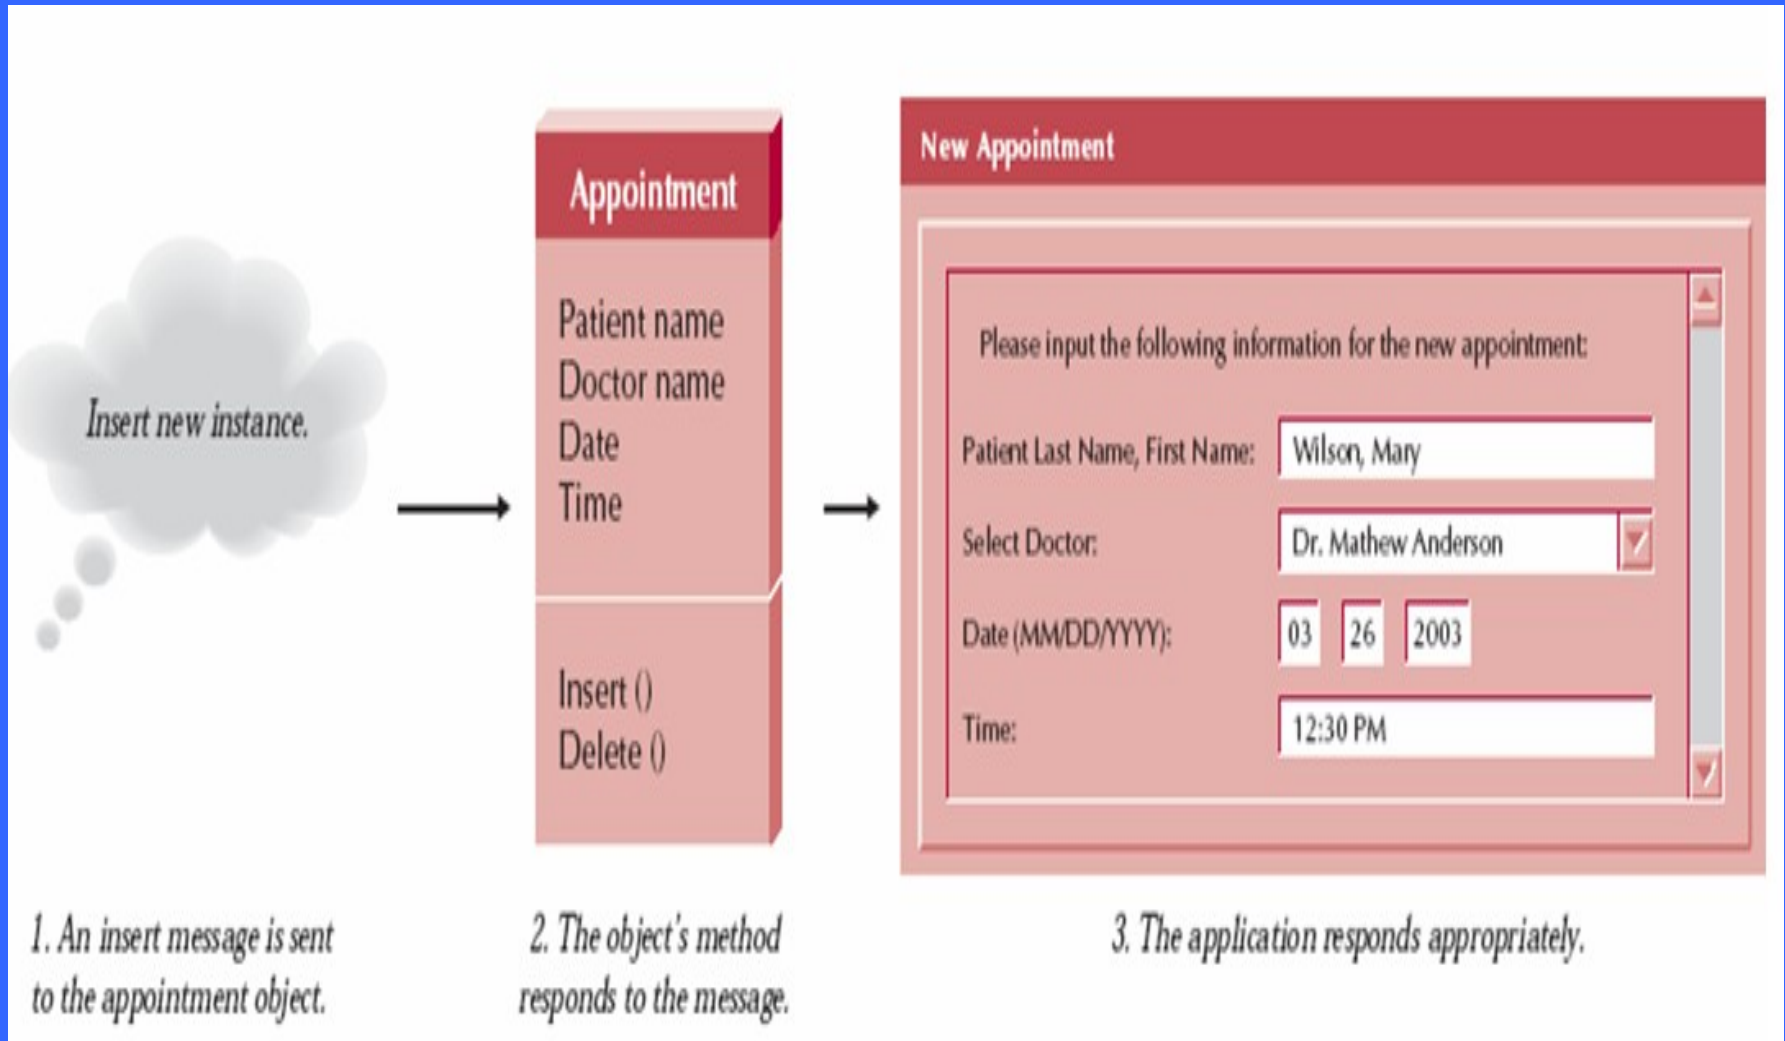 Insert new instance.
1. An insert message is sent
to the appointment object.
Appointment
Patient name
Doctor name
Date
Time
Insert ()
Delete ()
2. The object's method
responds to the message.
New Appointment
Please input the following information for the new appointment:
Patient Last Name, First Name: Wilson, Mary
Select Doctor: Dr. Mathew Anderson
Date (MM/DD/YYYY): 03 26 2003
Time: 12:30 PM
3. The application responds appropriately.